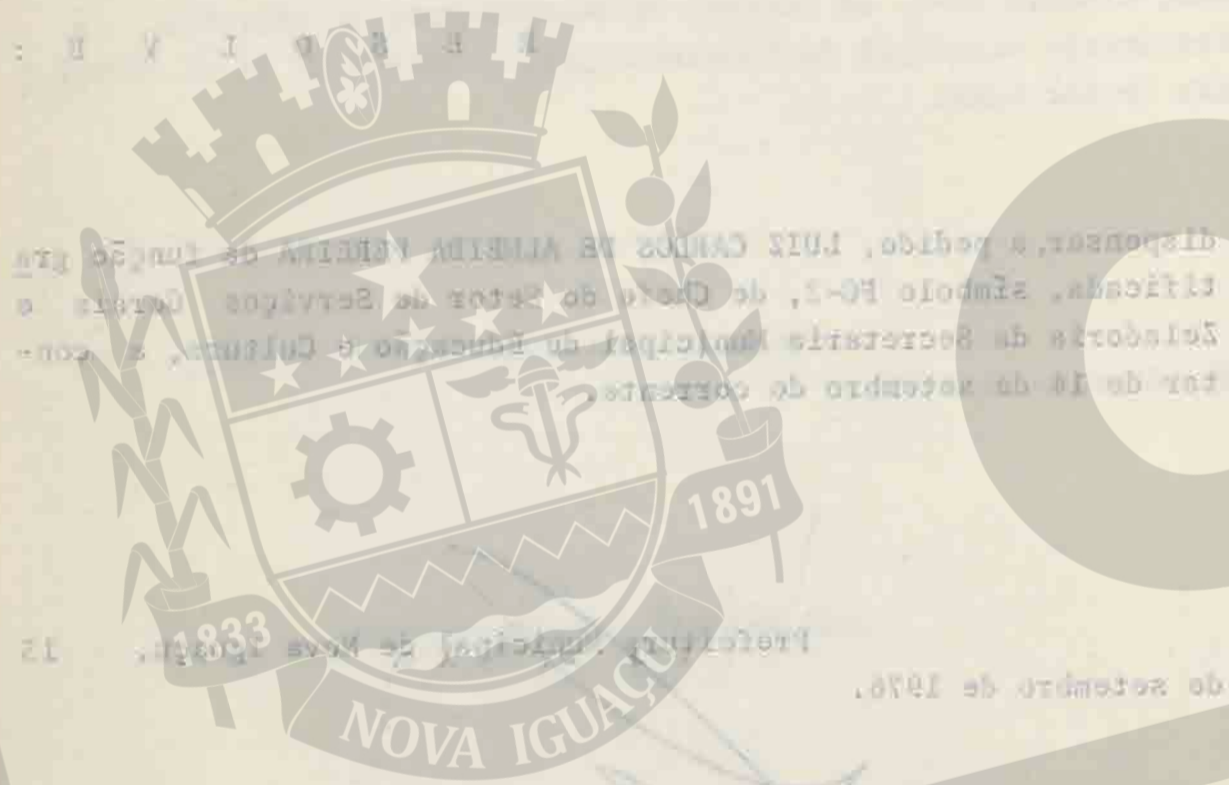 R E S O L V E :
dispensar,a pedido, LUIZ CARLOS DE ALMEIDA PEREIRA da função gra
tificada, símbolo FG-2, de Chefe do Setor de Serviços Gerais e
Zeladoria da Secretaria Municipal de Educação e Cultura, a con-
tar de 14 de setembro do corrente.
Prefeitura Municipal de Nova Iguaçu, 15
de setembro de 1976.
1891
1833
NOVA IGUAÇU